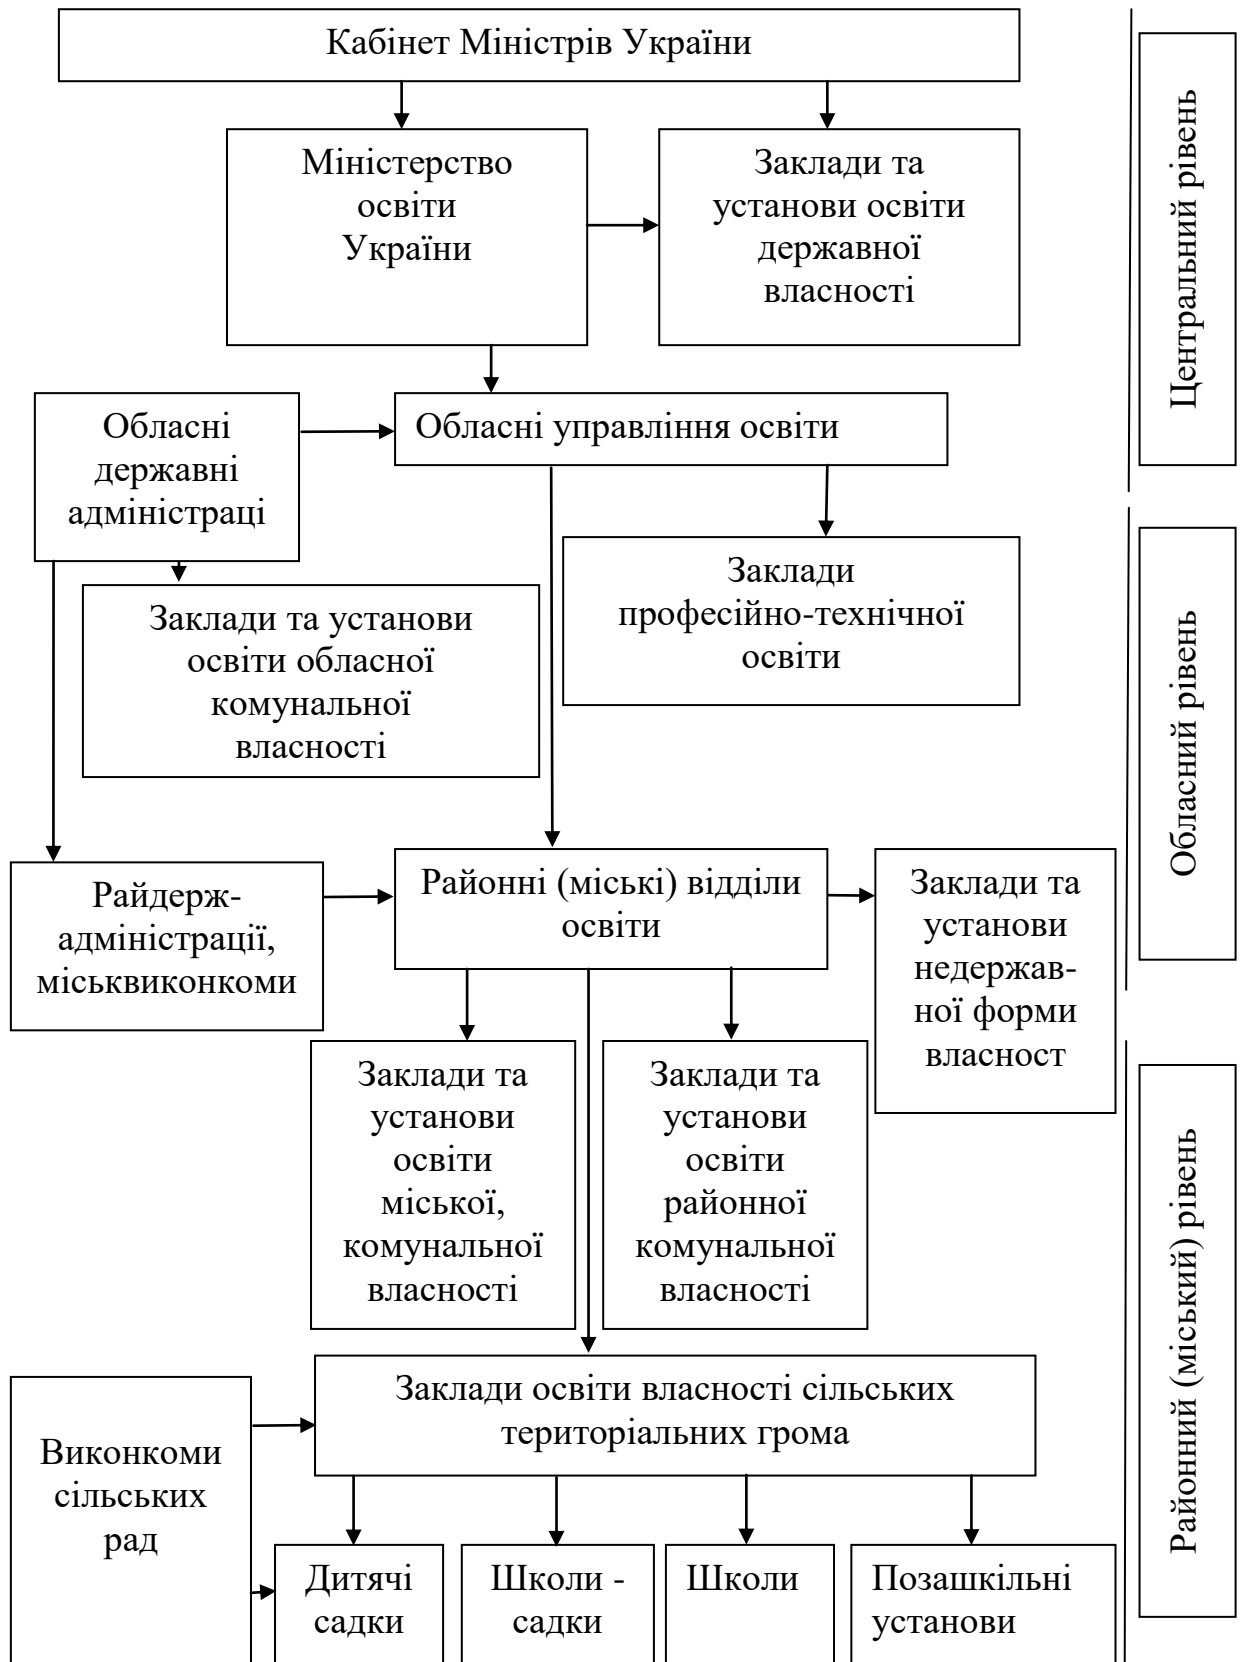 Кабінет Міністрів України
Міністерство
освіти
України
Заклади та
установи освіти
державної
власності
Центральний рівень
Обласні
державні
адміністраці
Обласні управління освіти
Заклади
професійно-технічної
освіти
Заклади та установи
освіти обласної
комунальної
власності
Обласний рівень
Райдерж-
адміністрації,
міськвиконкоми
Районні (міські) відділи
освіти
Заклади та
установи
недержав-
ної форми
власност
Заклади та
установи
освіти
міської,
комунальної
власності
Заклади та
установи
освіти
районної
комунальної
власності
Районний (міський) рівень
Виконкоми
сільських
рад
Заклади освіти власності сільських
територіальних грома
Дитячі
садки
Школи -
садки
Школи
Позашкільні
установи